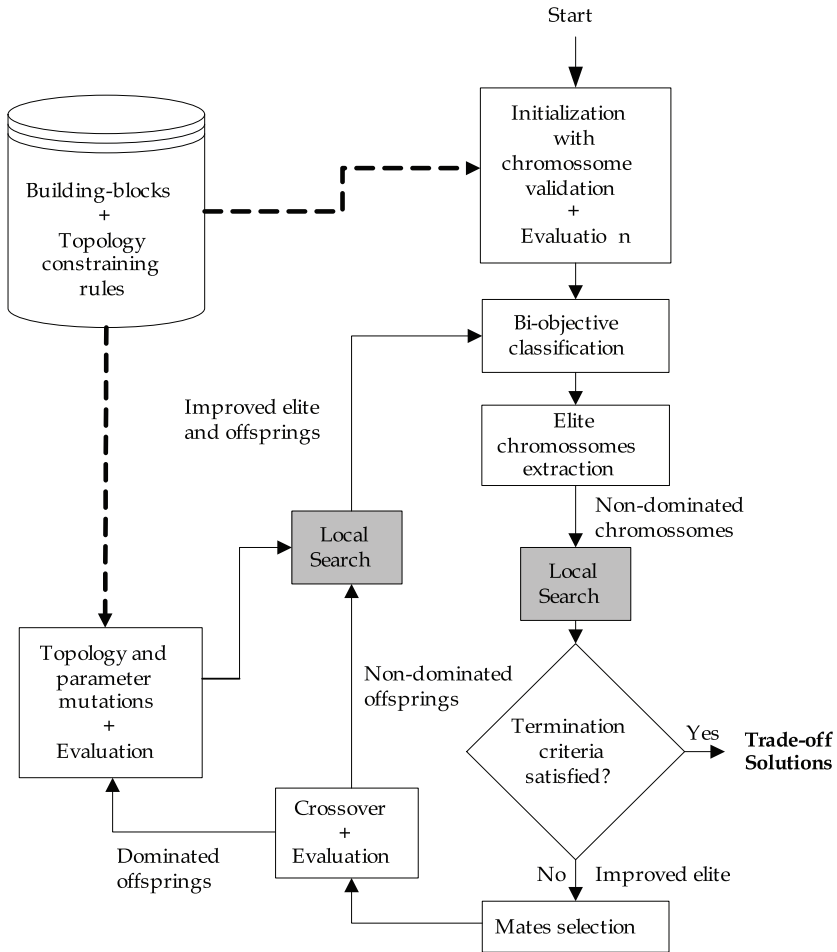 Start
Initialization
with
chromossome
validation
+
Evaluatio n
Building-blocks
+
Topology
constraining
rules
Bi-objective
classification
Improved elite
and offsprings
Elite
chromossomes
extraction
Non-dominated
chromossomes
Local
Search
Local
Search
Topology and
parameter
mutations
+
Evaluation
Non-dominated
offsprings
Termination
criteria
satisfied?
Yes
Trade-off
Solutions
Crossover
+
Evaluation
Dominated
offsprings
No
Improved elite
Mates selection